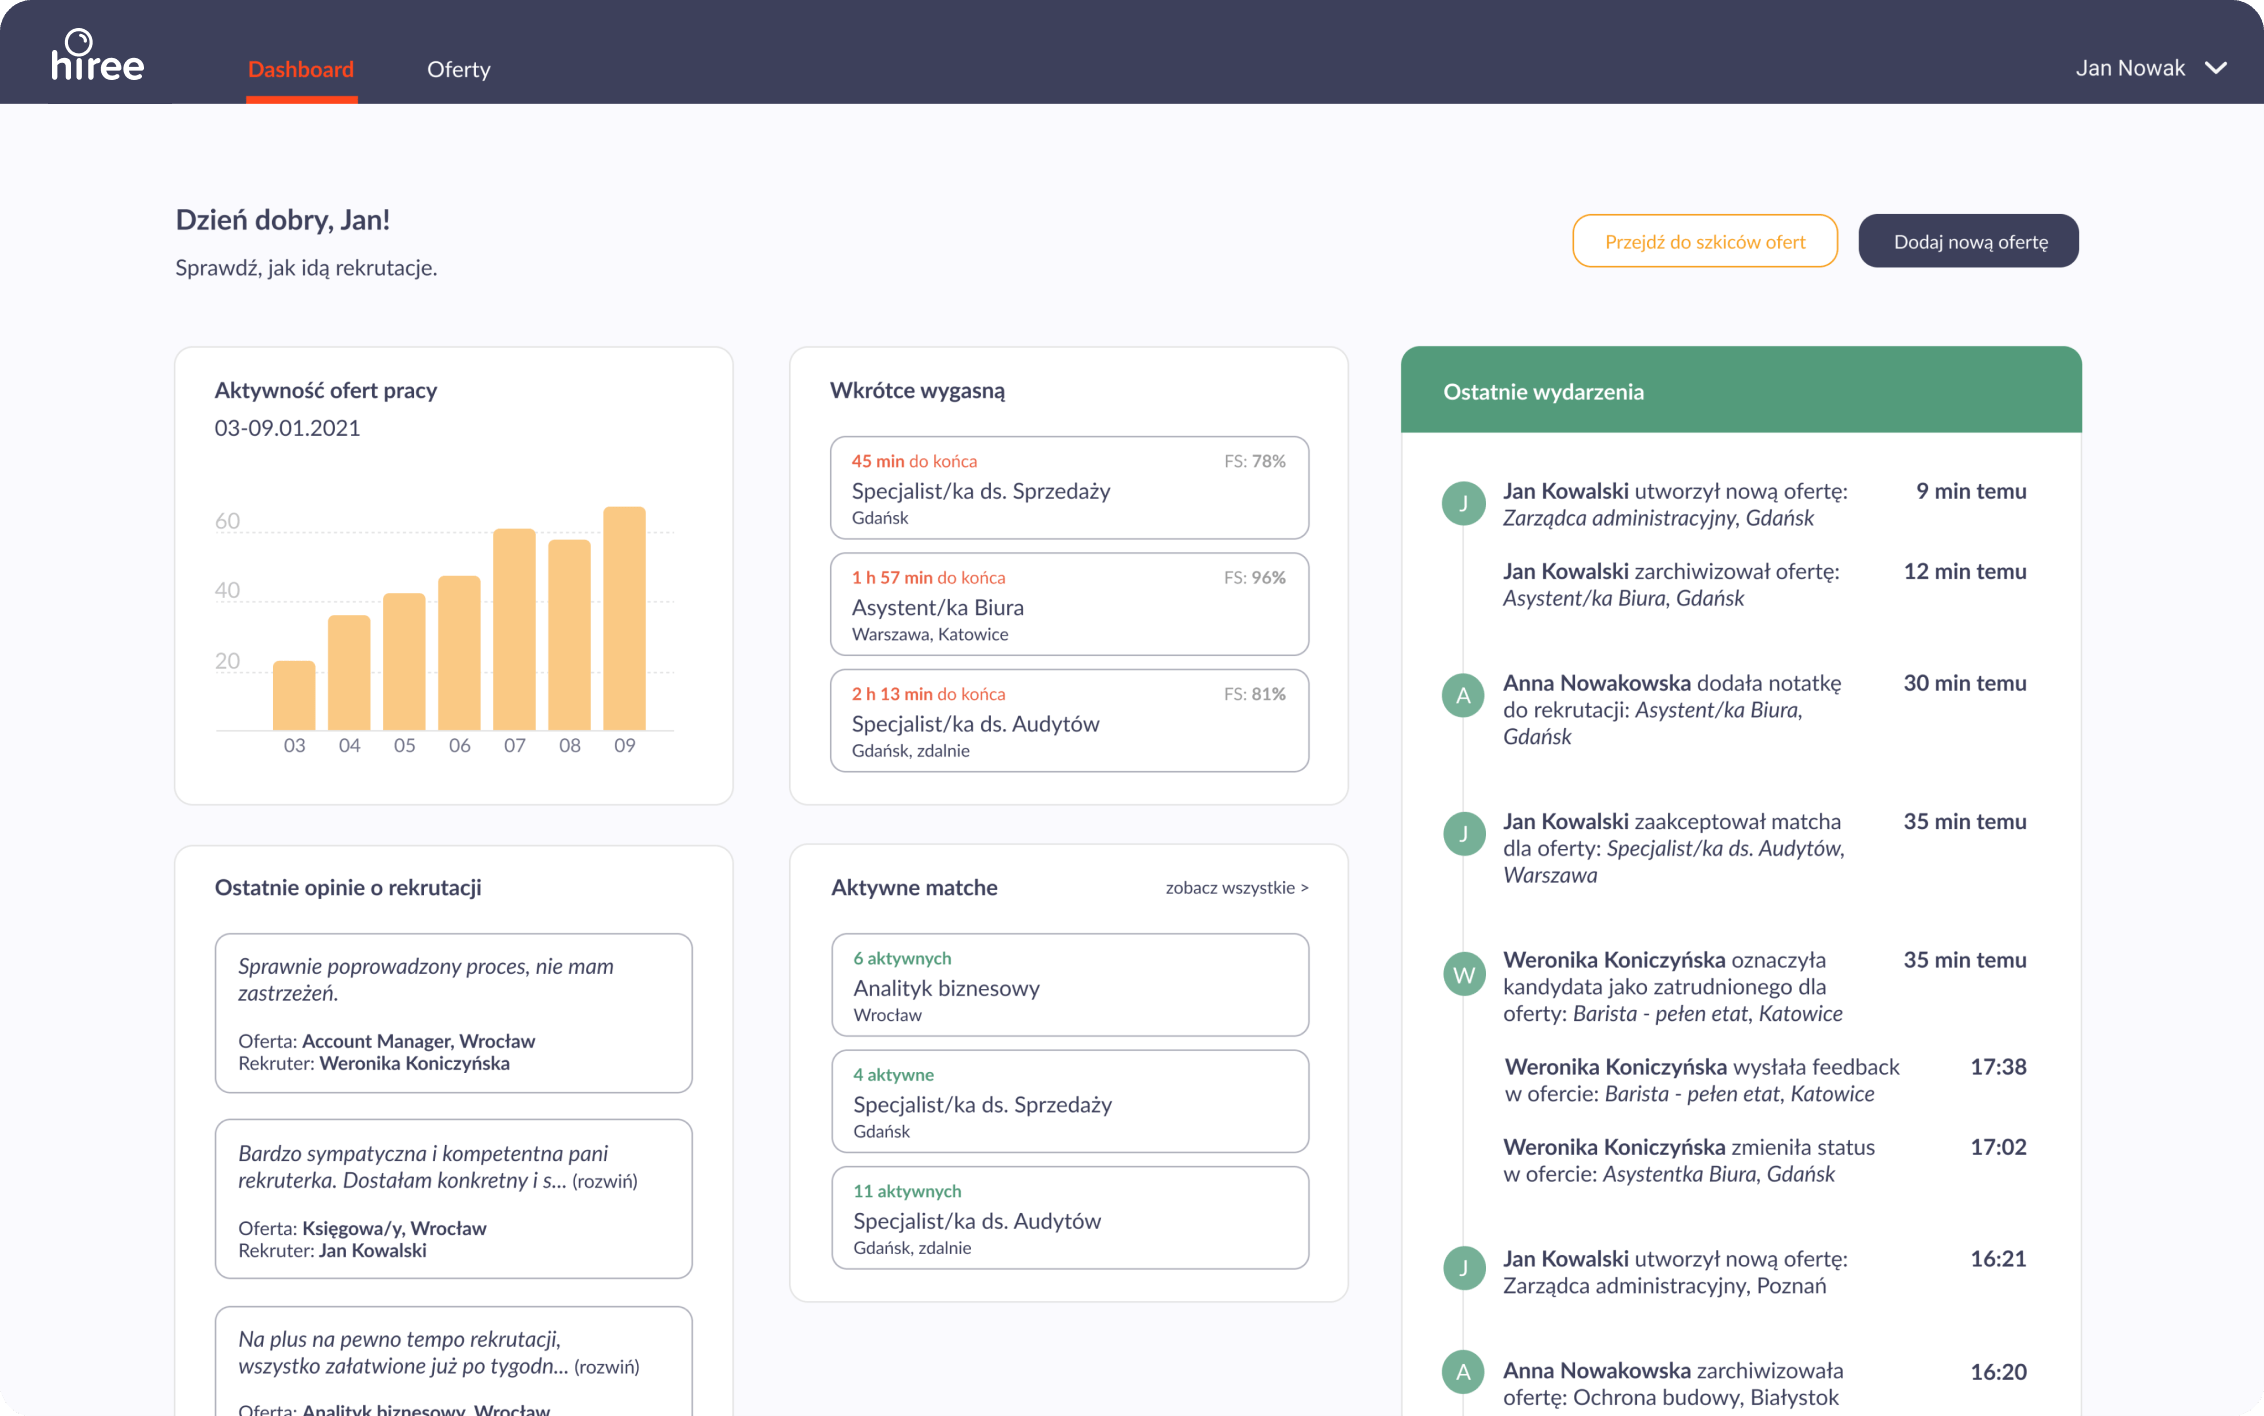 hiree
Dashboard
Oferty
Jan Nowak
Dzień dobry, Jan!
Sprawdź, jak idą rekrutacje.
Przejdź do szkiców ofert
Dodaj nową ofertę
Aktywność ofert pracy
03-09.01.2021
60
40
20
03 04 05 06 07 08 09
Wkrótce wygasną
45 min do końca FS: 78%
Specjalist/ka ds. Sprzedaży
Gdańsk
1 h 57 min do końca FS: 96%
Asystent/ka Biura
Warszawa, Katowice
2 h 13 min do końca FS: 81%
Specjalist/ka ds. Audytów
Gdańsk, zdalnie
Ostatnie opinie o rekrutacji
Sprawnie poprowadzony proces, nie mam
zastrzeżeń.
Oferta: Account Manager, Wrocław
Rekruter: Weronika Koniczyńska
Bardzo sympatyczna i kompetentna pani
rekruterka. Dostałam konkretny i s... (rozwiń)
Oferta: Księgowa/y, Wrocław
Rekruter: Jan Kowalski
Na plus na pewno tempo rekrutacji,
wszystko załatwione już po tygodn... (rozwiń)
Oferta: Analityk biznesowy, Wrocław
Aktywne matche zobacz wszystkie >
6 aktywnych
Analityk biznesowy
Wrocław
4 aktywne
Specjalist/ka ds. Sprzedaży
Gdańsk
11 aktywnych
Specjalist/ka ds. Audytów
Gdańsk, zdalnie
Ostatnie wydarzenia
J
Jan Kowalski utworzył nową ofertę: 9 min temu
Zarządca administracyjny, Gdańsk
Jan Kowalski zarchiwizował ofertę: 12 min temu
Asystent/ka Biura, Gdańsk
A
Anna Nowakowska dodała notatkę 30 min temu
do rekrutacji: Asystent/ka Biura,
Gdańsk
J
Jan Kowalski zaakceptował matcha 35 min temu
dla oferty: Specjalist/ka ds. Audytów,
Warszawa
W
Weronika Koniczyńska oznaczyła 35 min temu
kandydata jako zatrudnionego dla
oferty: Barista - pełen etat, Katowice
Weronika Koniczyńska wysłała feedback 17:38
w ofercie: Barista - pełen etat, Katowice
Weronika Koniczyńska zmieniła status 17:02
w ofercie: Asystentka Biura, Gdańsk
J
Jan Kowalski utworzył nową ofertę: 16:21
Zarządca administracyjny, Poznań
A
Anna Nowakowska zarchiwizowała 16:20
ofertę: Ochrona budowy, Białystok